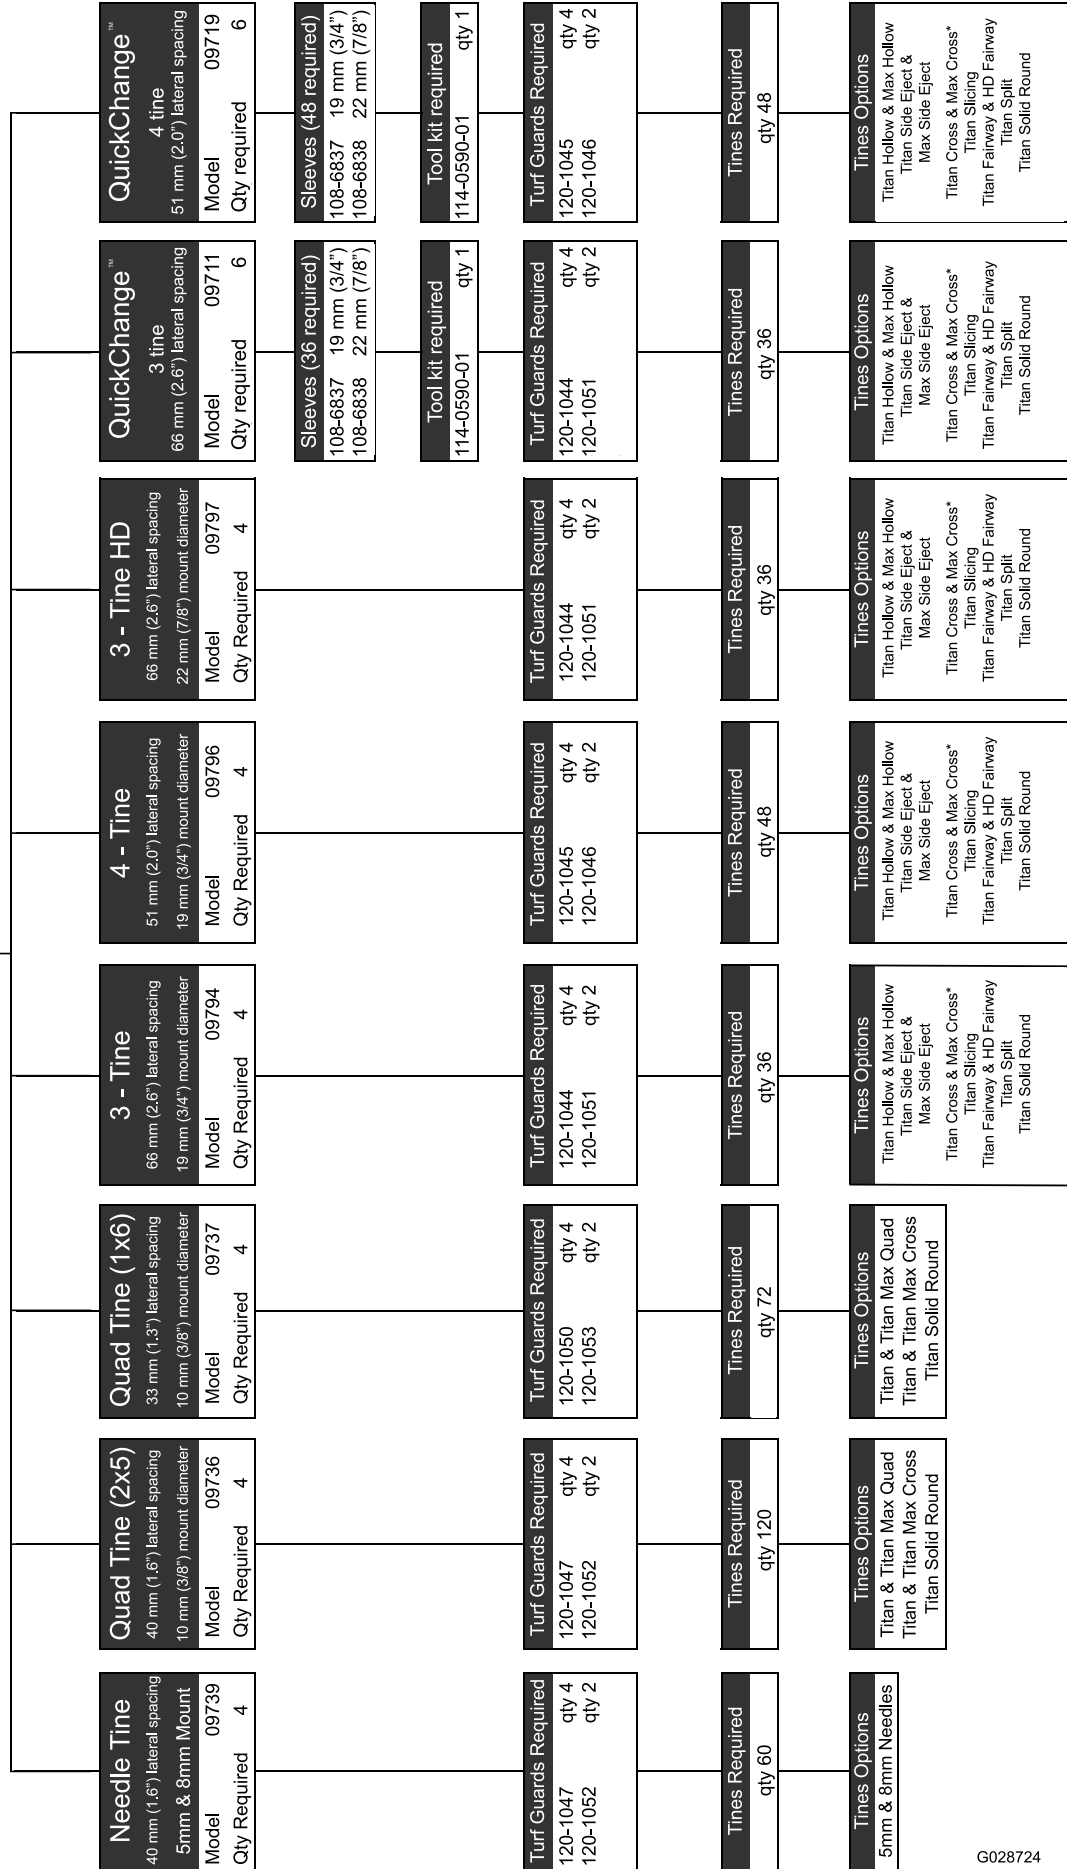 Needle Tine
40 mm (1.6”) lateral spacing
5mm & 8mm Mount
Model 09739
Qty Required 4
Turf Guards Required
120-1047 qty 4
120-1052 qty 2
Tines Required
qty 60
Tines Options
5mm & 8mm Needles
Quad Tine (2x5)
40 mm (1.6”) lateral spacing
10 mm (3/8”) mount diameter
Model 09736
Qty Required 4
Turf Guards Required
120-1047 qty 4
120-1052 qty 2
Tines Required
qty 120
Tines Options
Titan & Titan Max Quad
Titan & Titan Max Cross
Titan Solid Round
Quad Tine (1x6)
33 mm (1.3”) lateral spacing
10 mm (3/8”) mount diameter
Model 09737
Qty Required 4
Turf Guards Required
120-1050 qty 4
120-1053 qty 2
Tines Required
qty 72
Tines Options
Titan & Titan Max Quad
Titan & Titan Max Cross
Titan Solid Round
3 - Tine
66 mm (2.6”) lateral spacing
19 mm (3/4”) mount diameter
Model 09794
Qty Required 4
Turf Guards Required
120-1044 qty 4
120-1051 qty 2
Tines Required
qty 36
Tines Options
Titan Hollow & Max Hollow
Titan Side Eject &
Max Side Eject
Titan Cross & Max Cross*
Titan Slicing
Titan Fairway & HD Fairway
Titan Split
Titan Solid Round
4 - Tine
51 mm (2.0”) lateral spacing
19 mm (3/4”) mount diameter
Model 09796
Qty Required 4
Turf Guards Required
120-1045 qty 4
120-1046 qty 2
Tines Required
qty 48
Tines Options
Titan Hollow & Max Hollow
Titan Side Eject &
Max Side Eject
Titan Cross & Max Cross*
Titan Slicing
Titan Fairway & HD Fairway
Titan Split
Titan Solid Round
3 - Tine HD
66 mm (2.6”) lateral spacing
22 mm (7/8”) mount diameter
Model 09797
Qty Required 4
Turf Guards Required
120-1044 qty 4
120-1051 qty 2
Tines Required
qty 36
Tines Options
Titan Hollow & Max Hollow
Titan Side Eject &
Max Side Eject
Titan Cross & Max Cross*
Titan Slicing
Titan Fairway & HD Fairway
Titan Split
Titan Solid Round
QuickChange™
3 tine
66 mm (2.6”) lateral spacing
Model 09711
Qty required 6
Sleeves (36 required)
108-6837 19 mm (3/4”)
108-6838 22 mm (7/8”)
Tool kit required
114-0590-01 qty 1
Turf Guards Required
120-1044 qty 4
120-1051 qty 2
Tines Required
qty 36
Tines Options
Titan Hollow & Max Hollow
Titan Side Eject &
Max Side Eject
Titan Cross & Max Cross*
Titan Slicing
Titan Fairway & HD Fairway
Titan Split
Titan Solid Round
QuickChange™
4 tine
51 mm (2.0”) lateral spacing
Model 09719
Qty required 6
Sleeves (48 required)
108-6837 19 mm (3/4”)
108-6838 22 mm (7/8”)
Tool kit required
114-0590-01 qty 1
Turf Guards Required
120-1045 qty 4
120-1046 qty 2
Tines Required
qty 48
Tines Options
Titan Hollow & Max Hollow
Titan Side Eject &
Max Side Eject
Titan Cross & Max Cross*
Titan Slicing
Titan Fairway & HD Fairway
Titan Split
Titan Solid Round
G028724